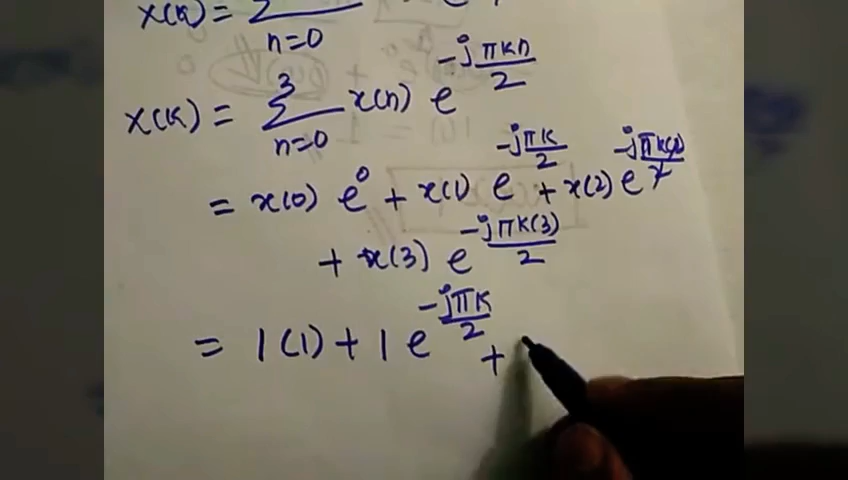 x(k) = Σ n=0
x(k) = 3 Σ n=0 x(n) e -jπkn/2
= x(0) e 0 + x(1) e -jπk/2 + x(2) e -jπk(2)/2
+ x(3) e -jπk(3)/2
= 1(1) + 1 e -jπk/2 +